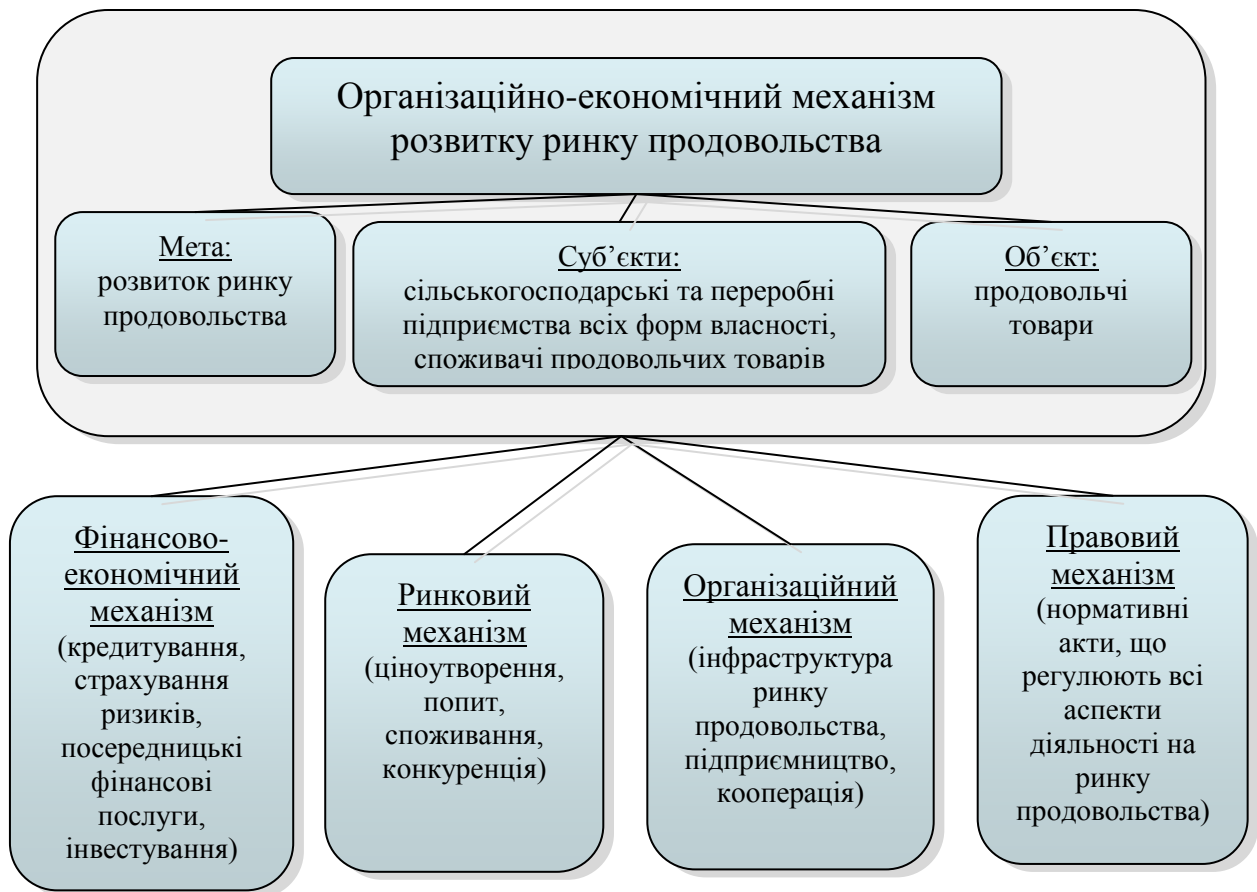 Організаційно-економічний механізм
розвитку ринку продовольства
Мета:
розвиток ринку
продовольства
Суб’єкти:
сільськогосподарські та переробні
підприємства всіх форм власності,
споживачі продовольчих товарів
Об’єкт:
продовольчі
товари
Фінансово-
економічний
механізм
(кредитування,
страхування
ризиків,
посередницькі
фінансові
послуги,
інвестування)
Ринковий
механізм
(ціноутворення,
попит,
споживання,
конкуренція)
Організаційний
механізм
(інфраструктура
ринку
продовольства,
підприємництво,
кооперація)
Правовий
механізм
(нормативні
акти, що
регулюють всі
аспекти
діяльності на
ринку
продовольства)